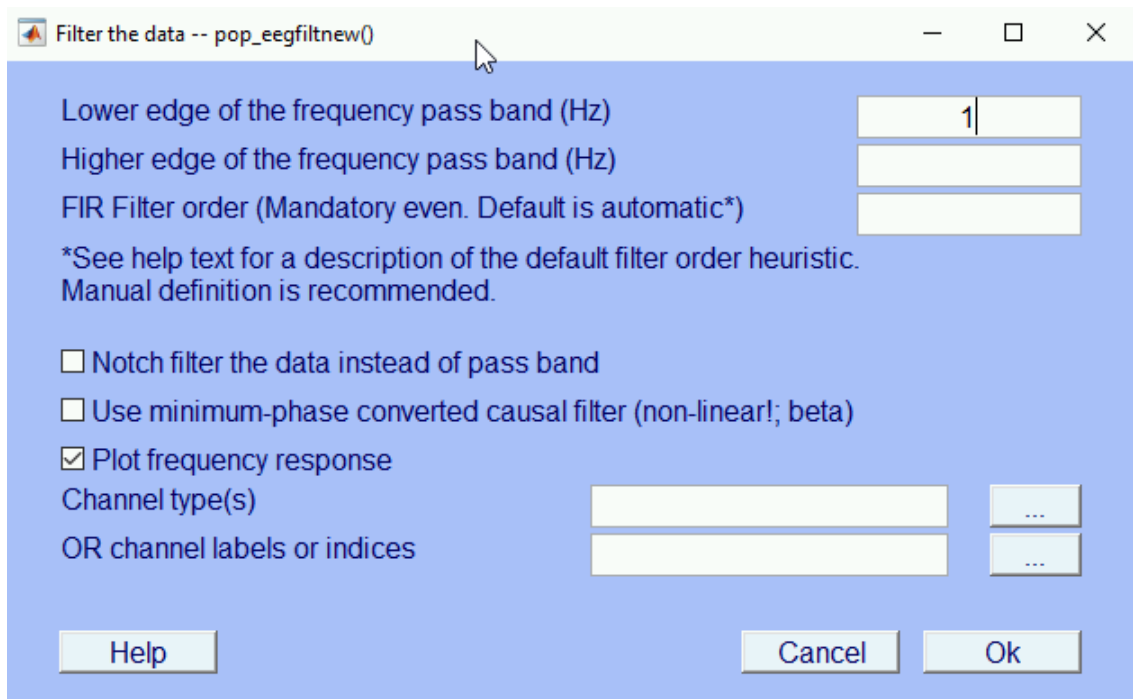 Filter the data -- pop_eegfiltnew()
Lower edge of the frequency pass band (Hz) 1
Higher edge of the frequency pass band (Hz)
FIR Filter order (Mandatory even. Default is automatic*)
*See help text for a description of the default filter order heuristic.
Manual definition is recommended.
Notch filter the data instead of pass band
Use minimum-phase converted causal filter (non-linear!; beta)
Plot frequency response
Channel type(s) ...
OR channel labels or indices ...
Help Cancel Ok